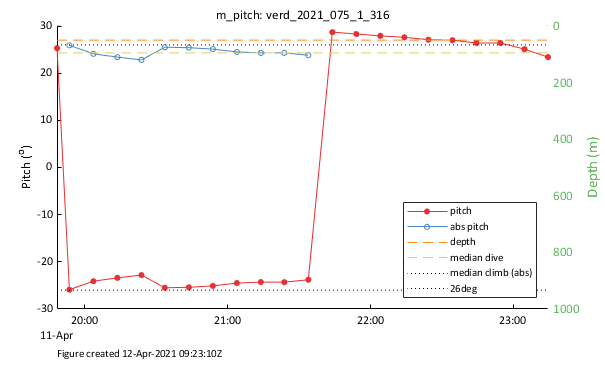 m_pitch: verd_2021_075_1_316
30
20
10
0
-10
-20
-30
Pitch (o)
0
200
400
600
800
1000
Depth (m)
pitch
abs pitch
depth
median dive
median climb (abs)
26deg
20:00
21:00
22:00
23:00
11-Apr
Figure created 12-Apr-2021 09:23:10Z